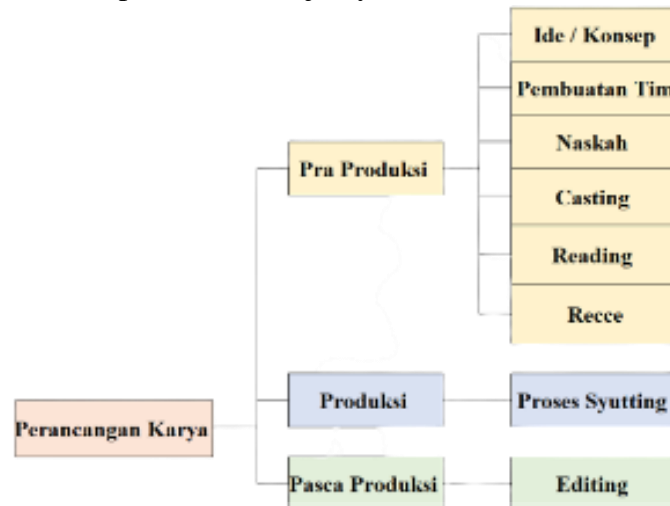 Ide / Konsep
Pembuatan Tim
Naskah
Pra Produksi
Casting
Reading
Recce
Produksi
Proses Syutting
Perancangan Karya
Pasca Produksi
Editing